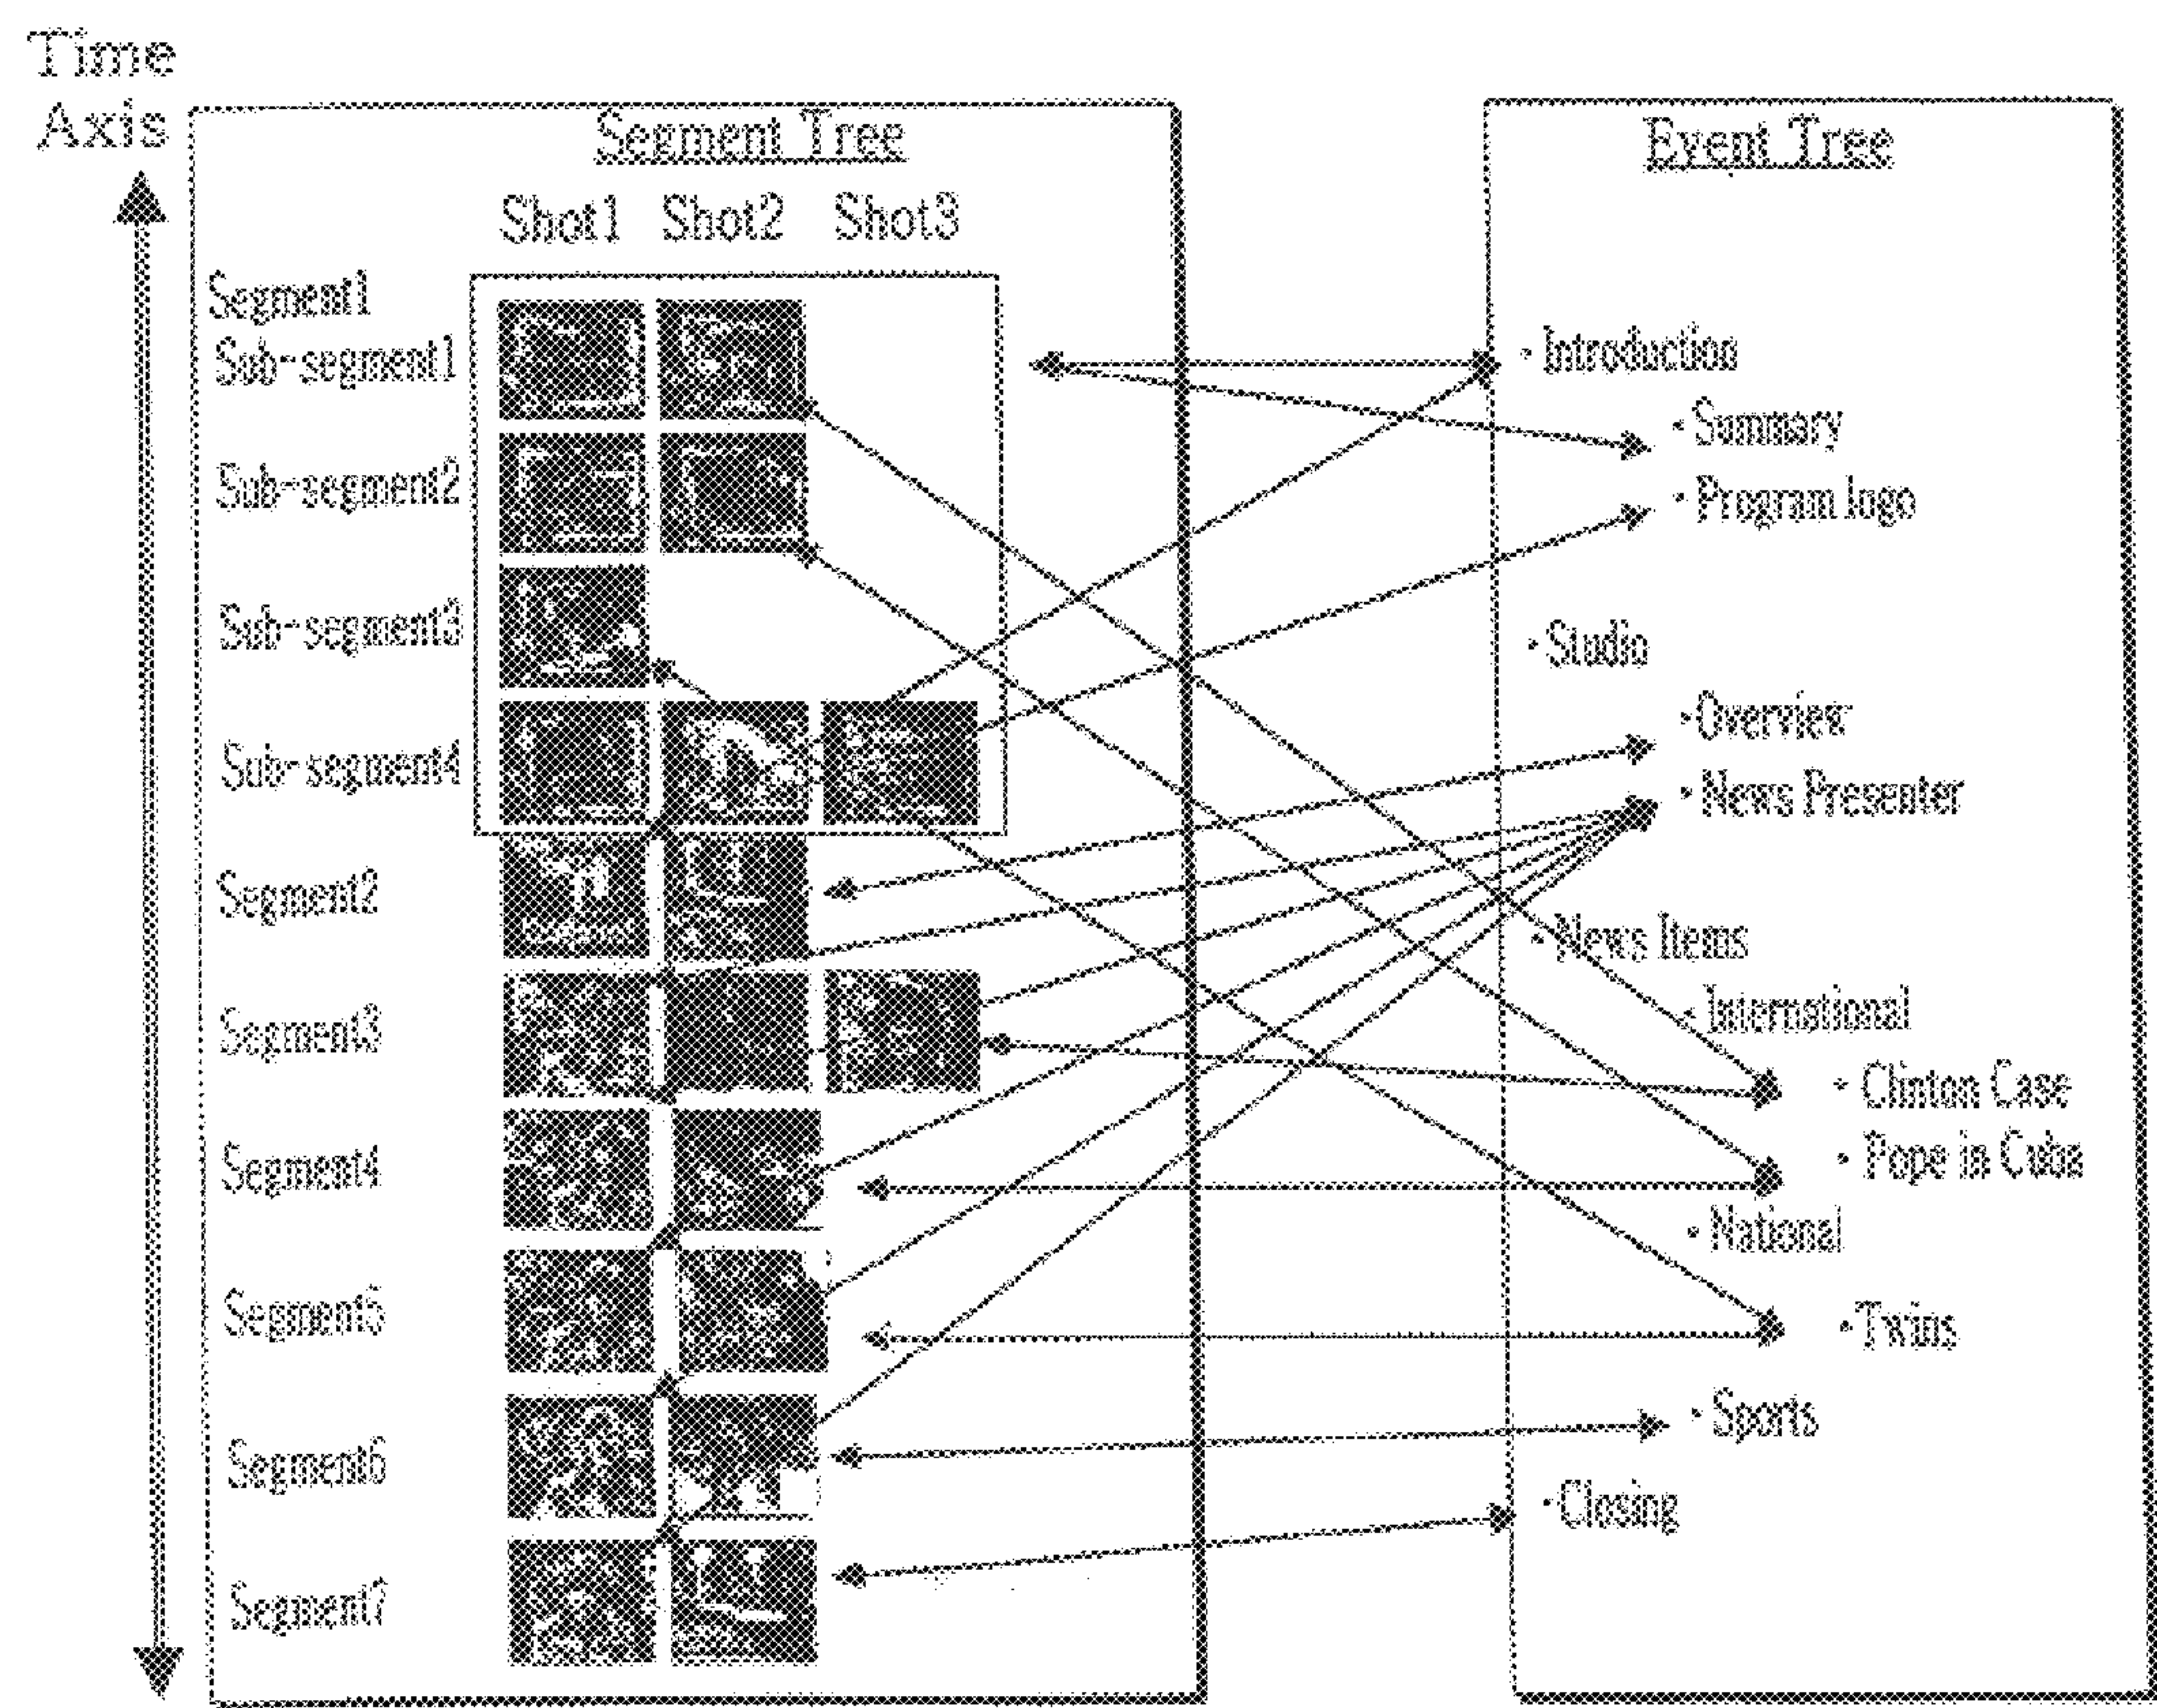 Time
Axis
Segment Tree
Shot1 Shot2 Shot3
Segment1
Sub-segment1
Sub-segment2
Sub-segment3
Sub-segment4
Segment2
Segment3
Segment4
Segment5
Segment6
Segment7
Event Tree
· Introduction
· Summary
· Program logo
· Studio
· Overview
· News Presenter
· News Items
· International
· Clinton Case
· Pope in Cuba
· National
· Twins
· Sports
· Closing